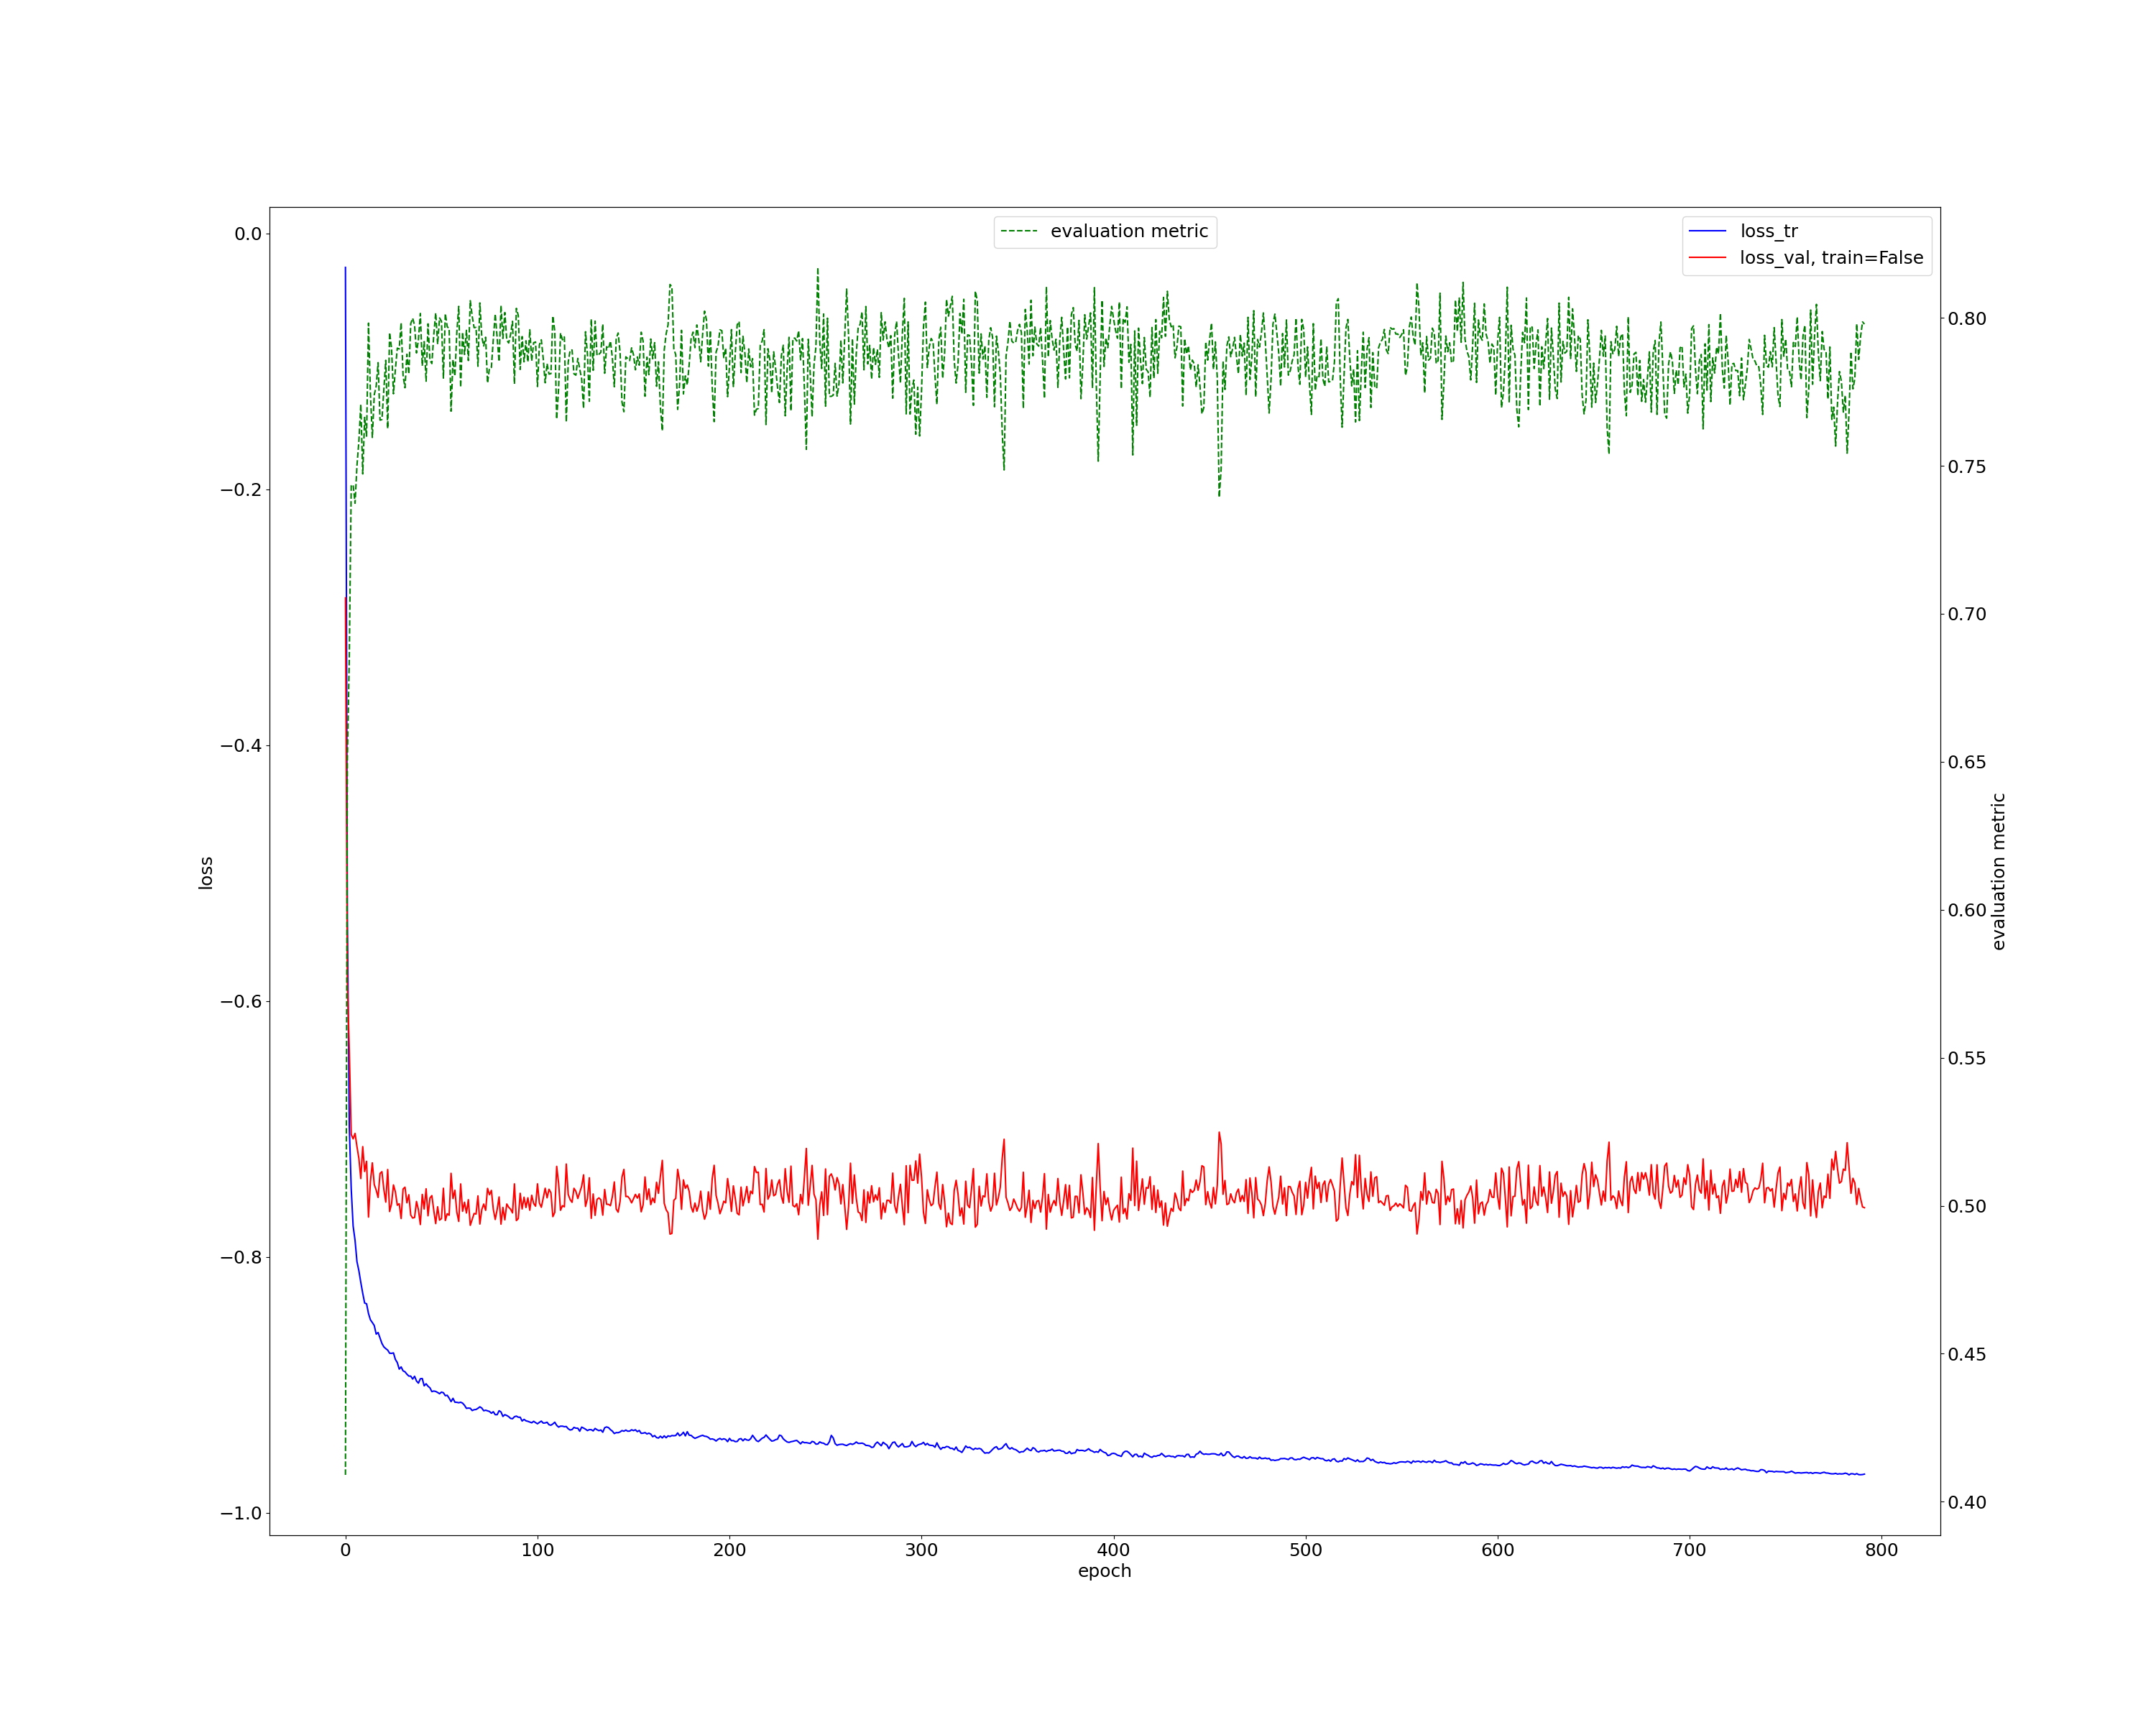 evaluation metric
loss_tr
loss_val, train=False
0.0
−0.2
−0.4
−0.6
−0.8
−1.0
loss
0.80
0.75
0.70
0.65
0.60
0.55
0.50
0.45
0.40
evaluation metric
0 100 200 300 400 500 600 700 800
epoch